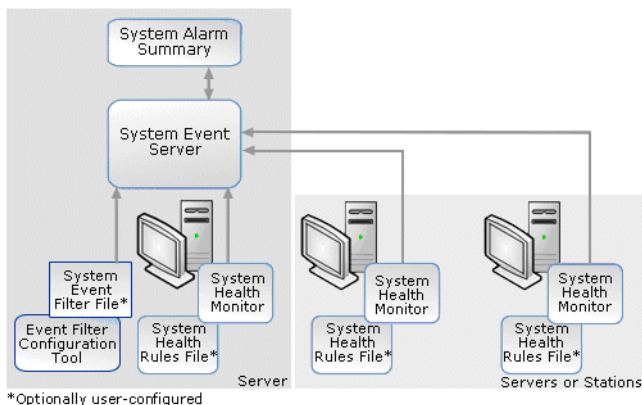 System Alarm
Summary
System Event
Server
System
Event
Filter File*
Event Filter
Configuration
Tool
System
Health
Monitor
System
Health
Rules File*
Server
System
Health
Monitor
System
Health
Rules File*
System
Health
Monitor
System
Health
Rules File*
Servers or Stations
*Optionally user-configured